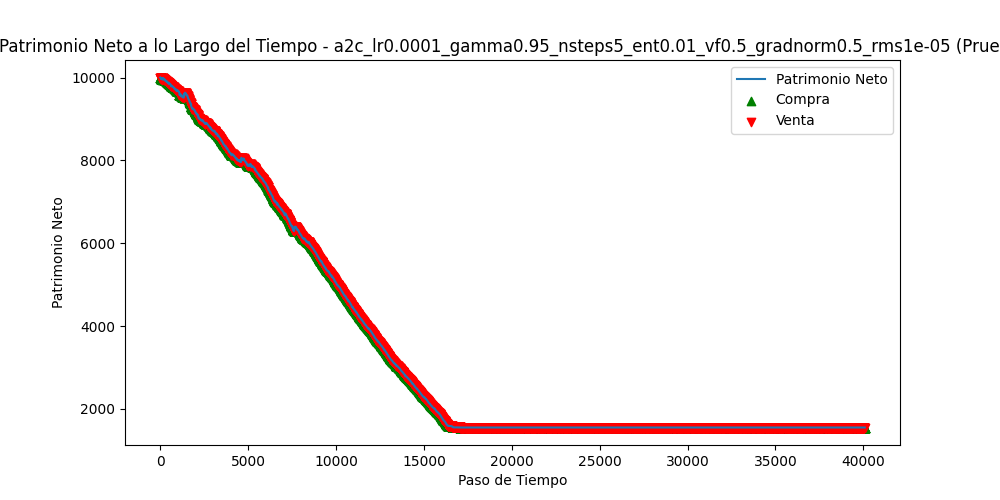 Patrimonio Neto a lo Largo del Tiempo - a2c_lr0.0001_gamma0.95_nsteps5_ent0.01_vf0.5_gradnorm0.5_rms1e-05 (Prue
Patrimonio Neto
Compra
Venta
10000
8000
6000
4000
2000
Patrimonio Neto
0 5000 10000 15000 20000 25000 30000 35000 40000
Paso de Tiempo